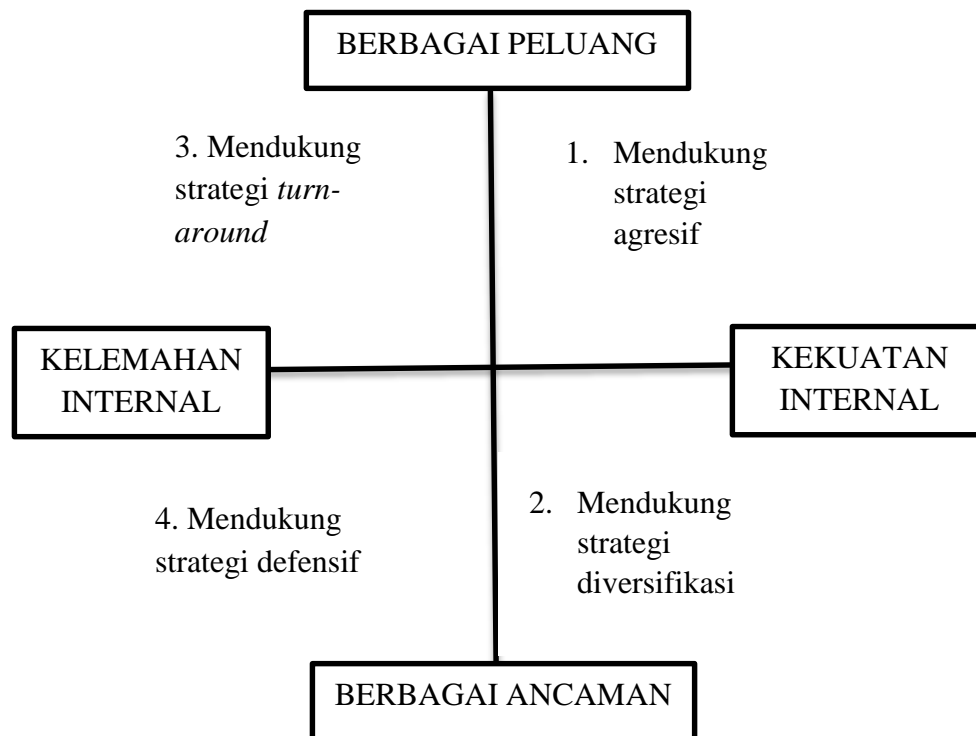 BERBAGAI PELUANG
3. Mendukung
strategi turn-
around
1. Mendukung
strategi
agresif
KELEMAHAN
INTERNAL
KEKUATAN
INTERNAL
4. Mendukung
strategi defensif
2. Mendukung
strategi
diversifikasi
BERBAGAI ANCAMAN